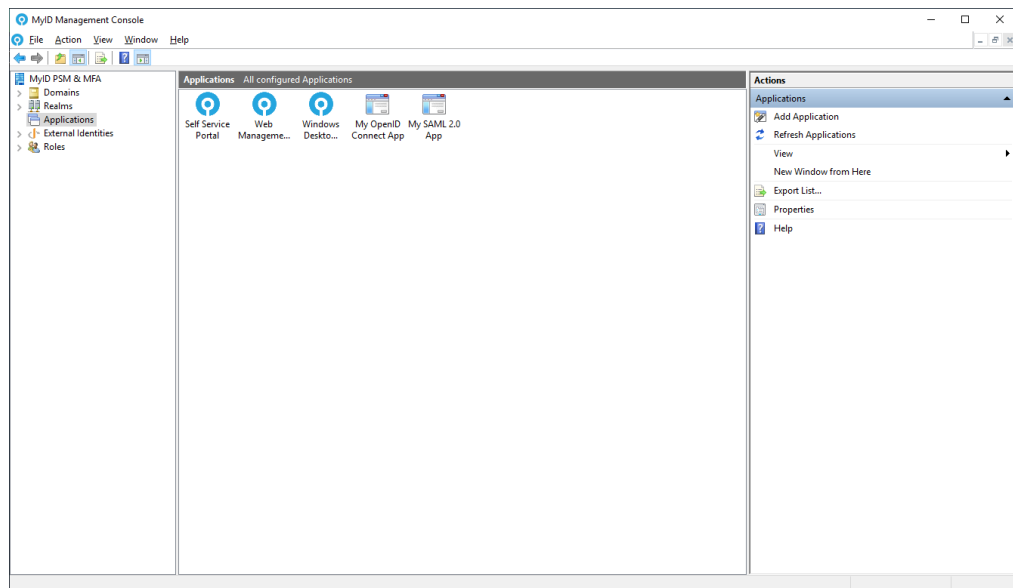 MyID Management Console
File Action View Window Help
MyID PSM & MFA
Domains
Realms
Applications
External Identities
Roles
Applications All configured Applications
Self Service Portal
Web Manageme...
Windows Deskto...
My OpenID Connect App
My SAML 2.0 App
Actions
Applications
Add Application
Refresh Applications
View
New Window from Here
Export List...
Properties
Help